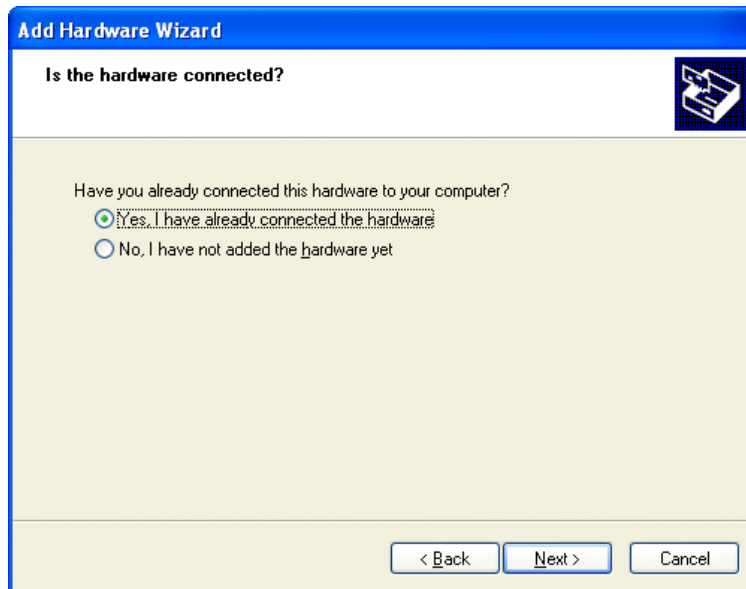 Add Hardware Wizard
Is the hardware connected?
Have you already connected this hardware to your computer?
Yes, I have already connected the hardware
No, I have not added the hardware yet
< Back Next > Cancel